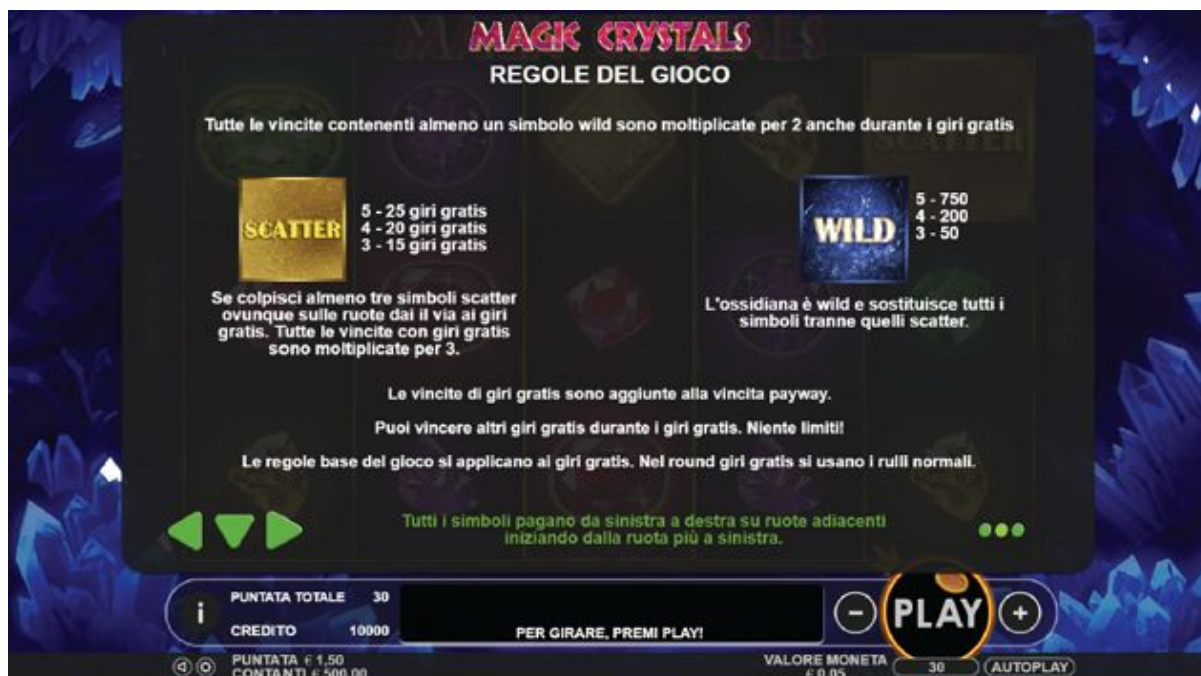 MAGIC CRYSTALS
REGOLE DEL GIOCO
Tutte le vincite contenenti almeno un simbolo wild sono moltiplicate per 2 anche durante i giri gratis
SCATTER
5 - 25 giri gratis
4 - 20 giri gratis
3 - 15 giri gratis
Se colpisci almeno tre simboli scatter
ovunque sulle ruote dai il via ai giri
gratis. Tutte le vincite con giri gratis
sono moltiplicate per 3.
WILD
5 - 750
4 - 200
3 - 50
L'ossidiana è wild e sostituisce tutti i
simboli tranne quelli scatter.
Le vincite di giri gratis sono aggiunte alla vincita payway.
Puoi vincere altri giri gratis durante i giri gratis. Niente limiti!
Le regole base del gioco si applicano ai giri gratis. Nel round giri gratis si usano i rulli normali.
Tutti i simboli pagano da sinistra a destra su ruote adiacenti
iniziando dalla ruota più a sinistra.
SCATTER
i
PUNTATA TOTALE 30
CREDITO 10000
PER GIRARE, PREMI PLAY!
- PLAY +
PUNTATA € 1,50
CONTANTI € 500,00
VALORE MONETA
€ 0,05
30
AUTOPLAY